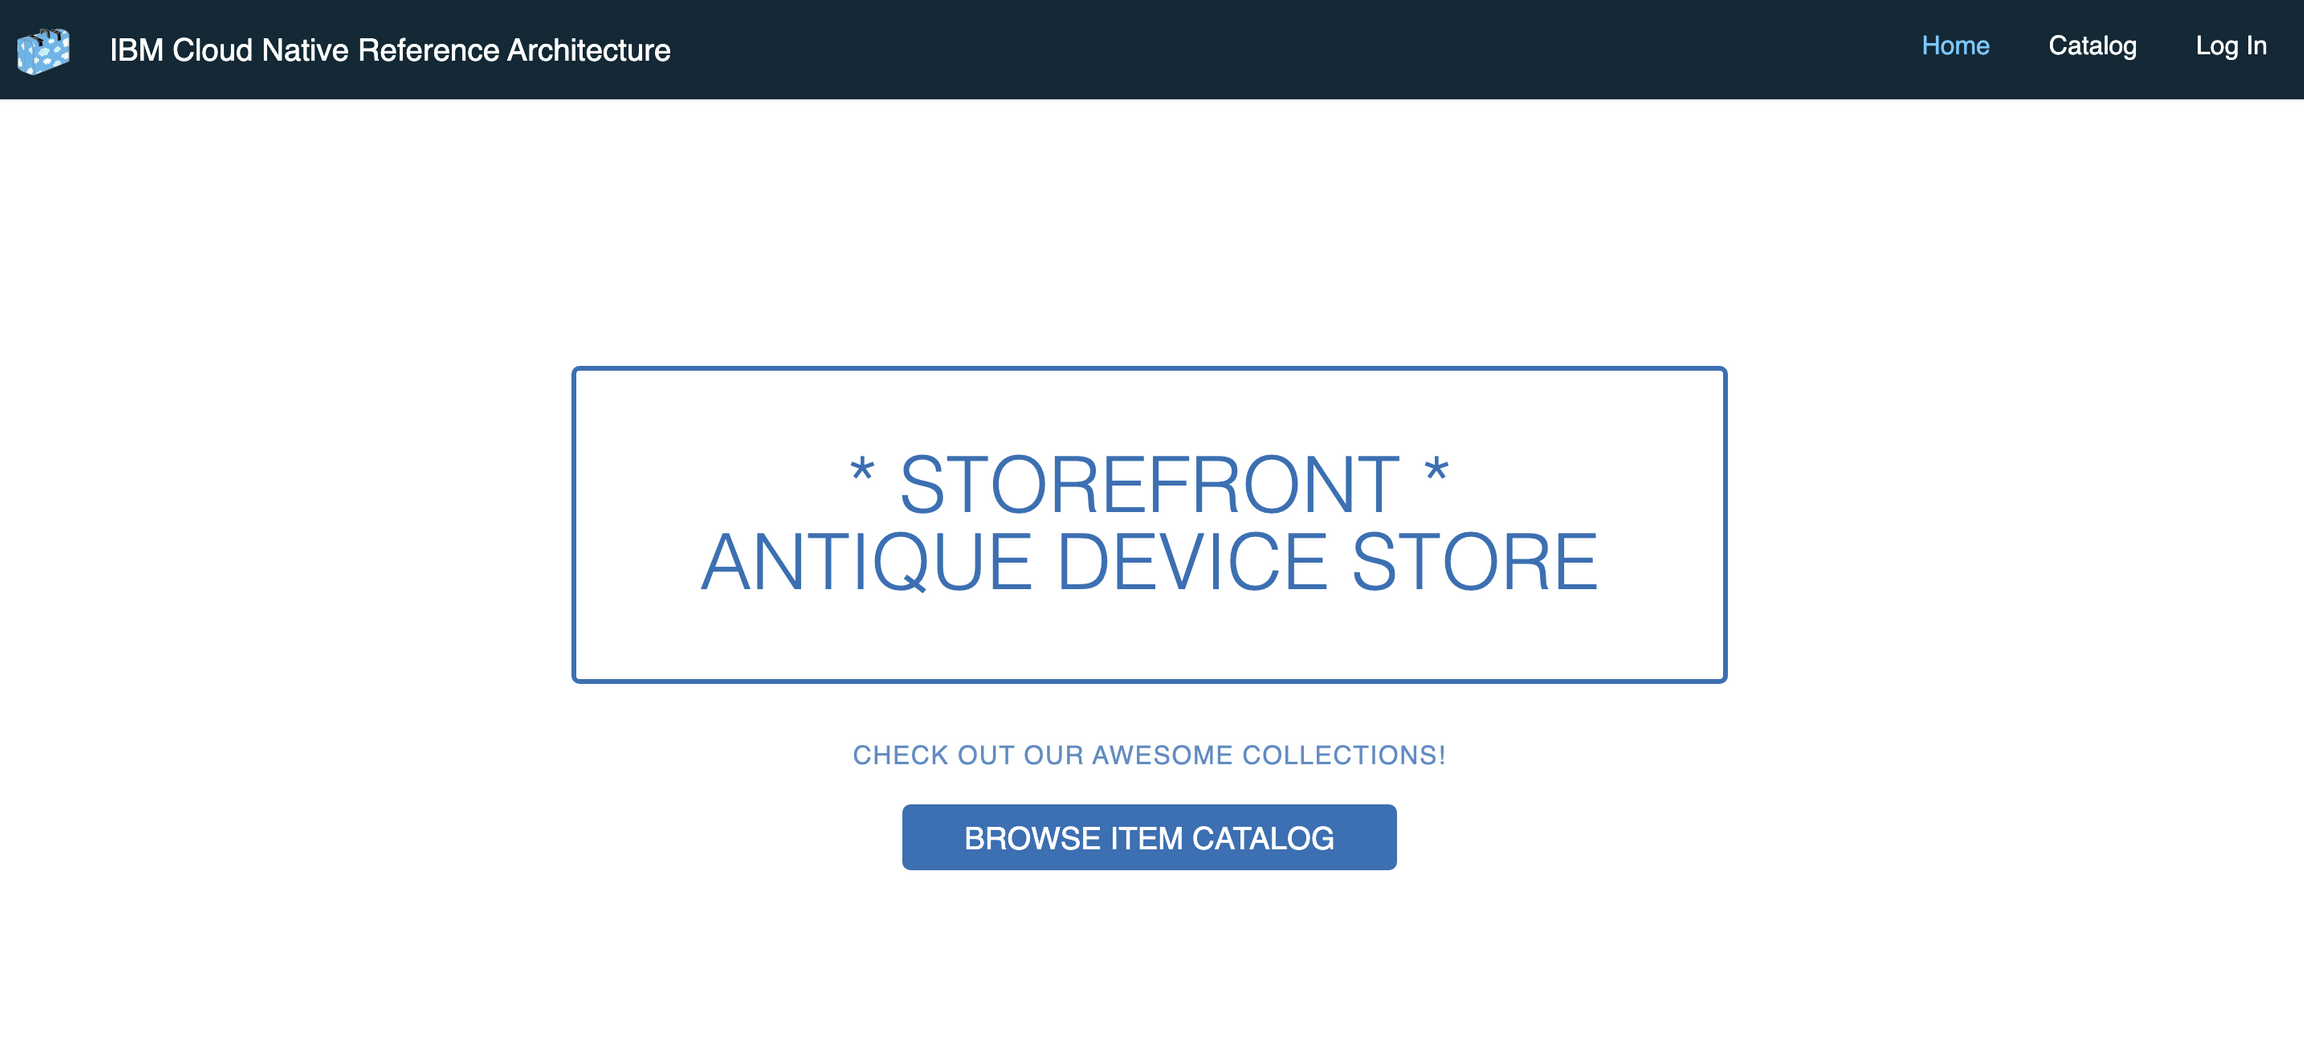 IBM Cloud Native Reference Architecture
Home
Catalog
Log In
* STOREFRONT *
ANTIQUE DEVICE STORE
CHECK OUT OUR AWESOME COLLECTIONS!
BROWSE ITEM CATALOG